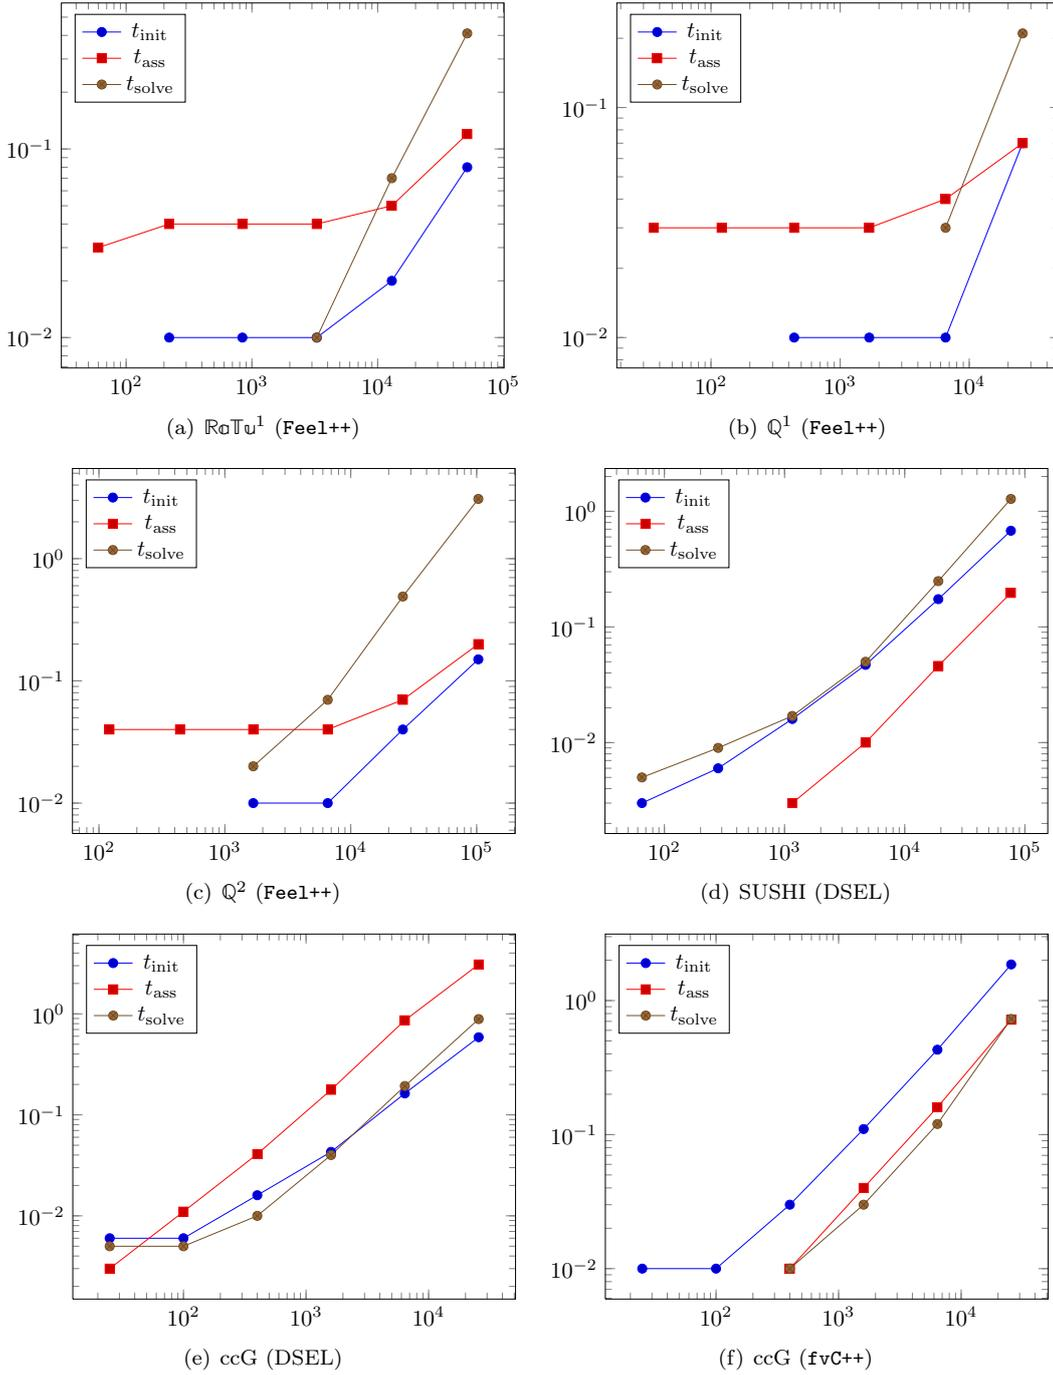 t_init
t_ass
t_solve
10^−1
10^−2
10^2 10^3 10^4 10^5
(a) ℝ𝕒𝕋𝕦^1 (Feel++)
t_init
t_ass
t_solve
10^−1
10^−2
10^2 10^3 10^4
(b) ℚ^1 (Feel++)
t_init
t_ass
t_solve
10^0
10^−1
10^−2
10^2 10^3 10^4 10^5
(c) ℚ^2 (Feel++)
t_init
t_ass
t_solve
10^0
10^−1
10^−2
10^2 10^3 10^4 10^5
(d) SUSHI (DSEL)
t_init
t_ass
t_solve
10^0
10^−1
10^−2
10^2 10^3 10^4
(e) ccG (DSEL)
t_init
t_ass
t_solve
10^0
10^−1
10^−2
10^2 10^3 10^4
(f) ccG (fvC++)